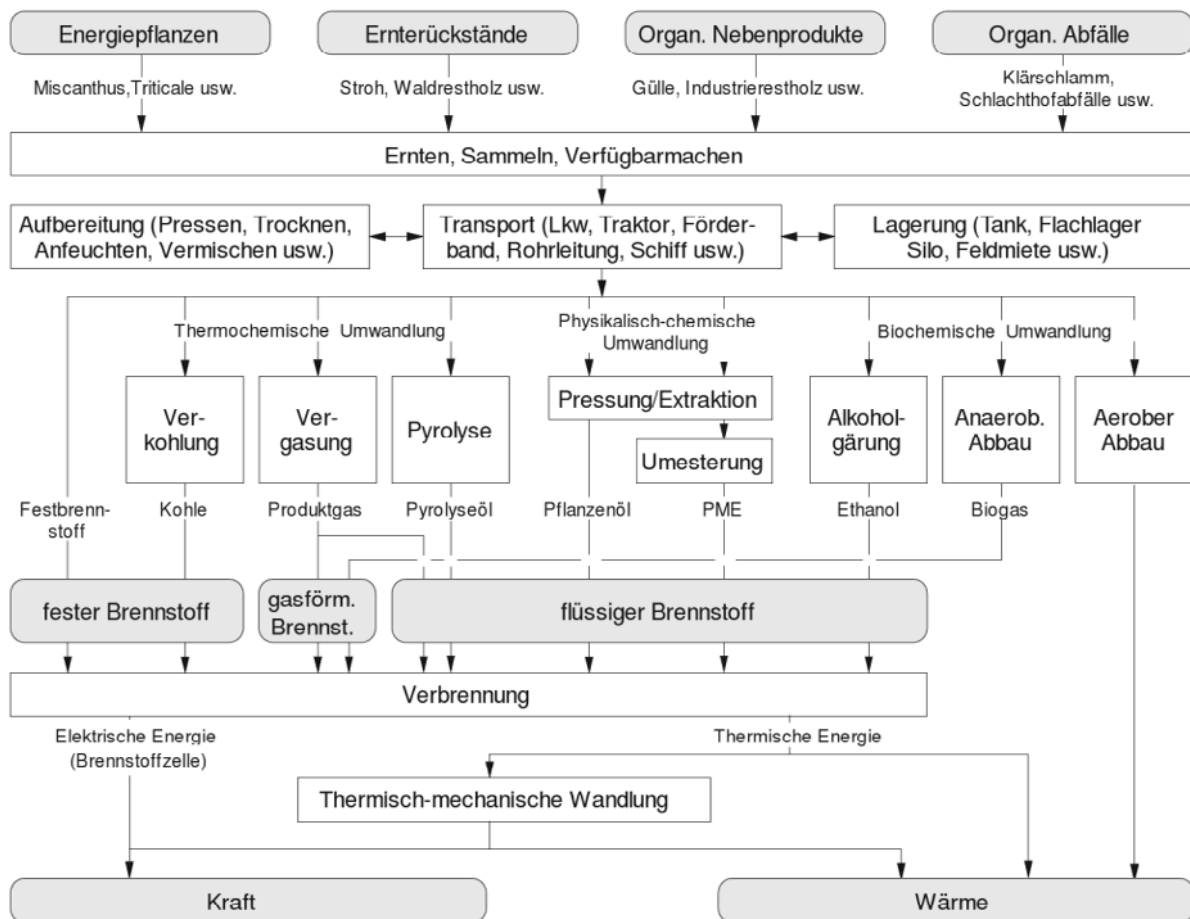 Energiepflanzen
Ernterückstände
Organ. Nebenprodukte
Organ. Abfälle
Miscanthus,Triticale usw.
Stroh, Waldrestholz usw.
Gülle, Industrierestholz usw.
Klärschlamm,
Schlachthofabfälle usw.
Ernten, Sammeln, Verfügbarmachen
Aufbereitung (Pressen, Trocknen,
Anfeuchten, Vermischen usw.)
Transport (Lkw, Traktor, Förder-
band, Rohrleitung, Schiff usw.)
Lagerung (Tank, Flachlager
Silo, Feldmiete usw.)
Thermochemische Umwandlung
Physikalisch-chemische
Umwandlung
Biochemische Umwandlung
Ver-
kohlung
Ver-
gasung
Pyrolyse
Pressung/Extraktion
Umesterung
Alkohol-
gärung
Anaerob.
Abbau
Aerober
Abbau
Festbrenn-
stoff
Kohle
Produktgas
Pyrolyseöl
Pflanzenöl
PME
Ethanol
Biogas
fester Brennstoff
gasförm.
Brennst.
flüssiger Brennstoff
Verbrennung
Elektrische Energie
(Brennstoffzelle)
Thermische Energie
Thermisch-mechanische Wandlung
Kraft
Wärme